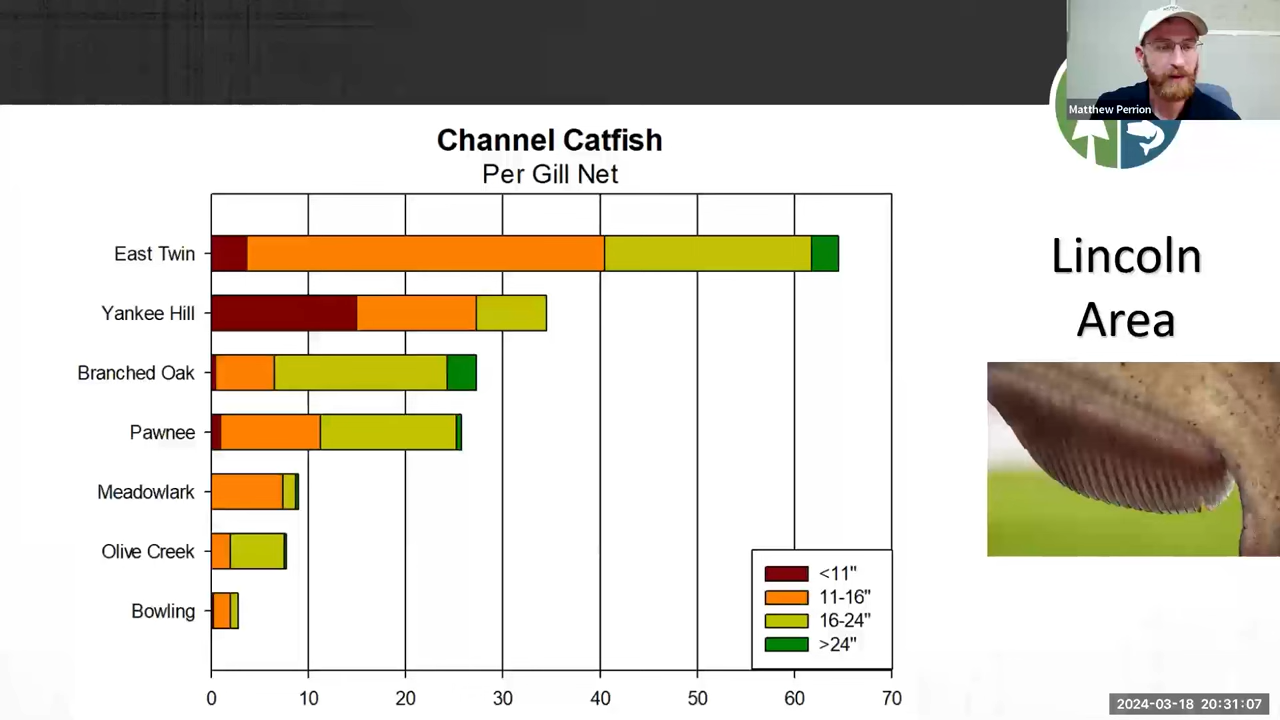 Matthew Perrion
Channel Catfish
Per Gill Net
East Twin
Yankee Hill
Branched Oak
Pawnee
Meadowlark
Olive Creek
Bowling
0 10 20 30 40 50 60 70
<11"
11-16"
16-24"
>24"
Lincoln
Area
2024-03-18 20:31:07